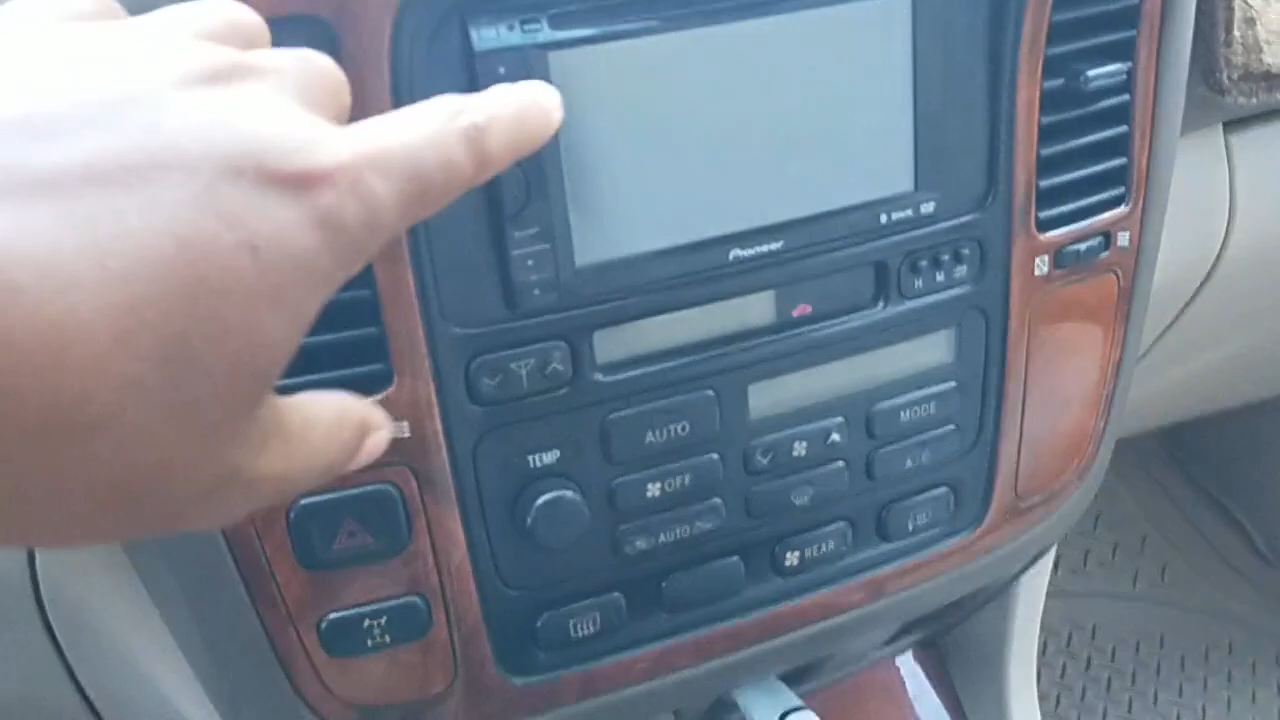 Pioneer
H M
AUTO
MODE
TEMP
OFF
A/C
AUTO
REAR